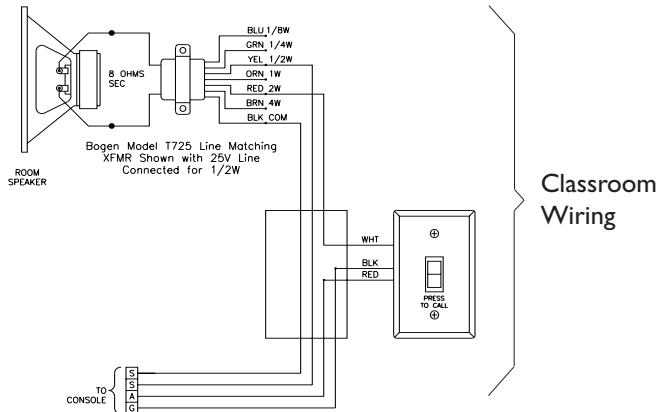 BLU 1/8W
GRN 1/4W
YEL 1/2W
ORN 1W
RED 2W
BRN 4W
BLK COM
8 OHMS
SEC
Bogen Model T725 Line Matching
XFMR Shown with 25V Line
Connected for 1/2W
ROOM
SPEAKER
Classroom
Wiring
WHT
BLK
RED
PRESS
TO CALL
TO
CONSOLE
S
S
A
G